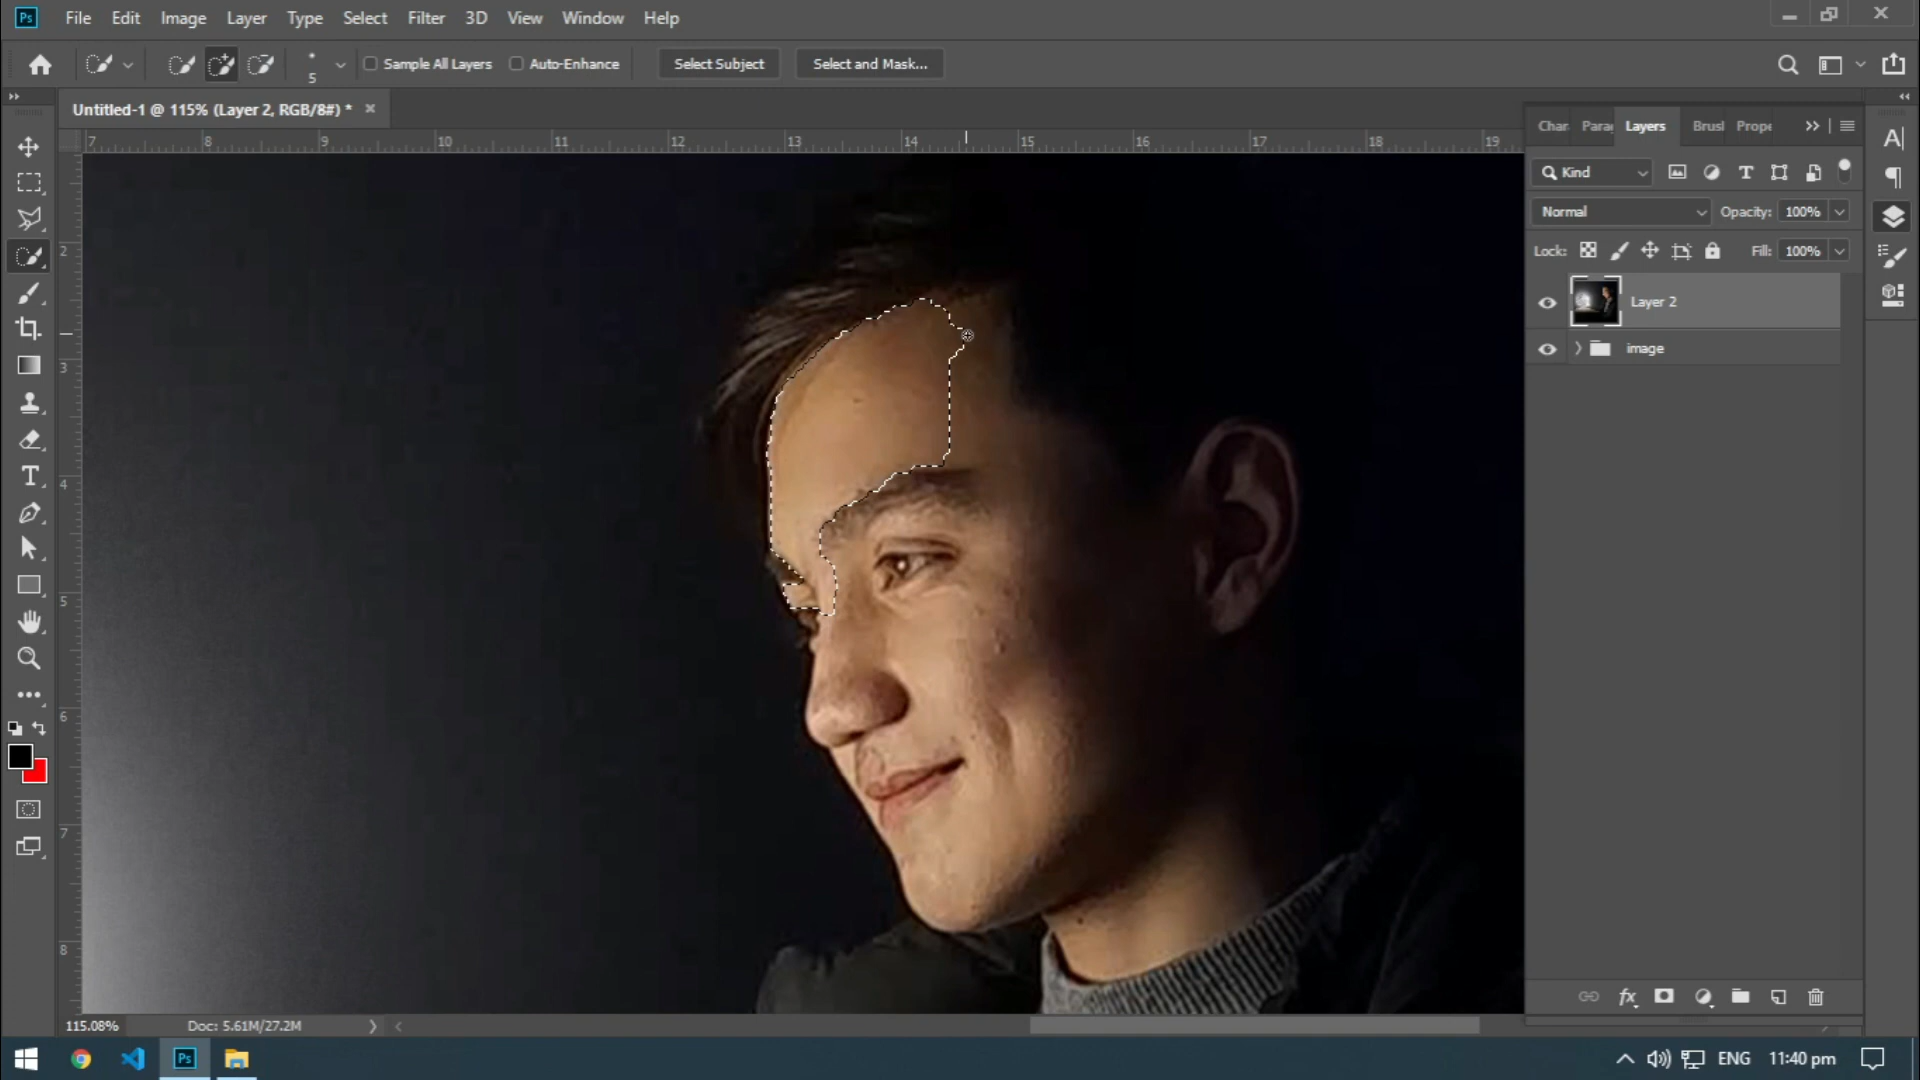 Ps File Edit Image Layer Type Select Filter 3D View Window Help
5 Sample All Layers Auto-Enhance Select Subject Select and Mask...
Untitled-1 @ 115% (Layer 2, RGB/8#) *
Char Para Layers Brush Prope
7 8 9 10 11 12 13 14 15 16 17 18 19
Kind
Normal Opacity: 100%
Lock: Fill: 100%
Layer 2
image
2
3
4
5
6
7
8
fx
115.08% Doc: 5.61M/27.2M
Ps ENG 11:40 pm